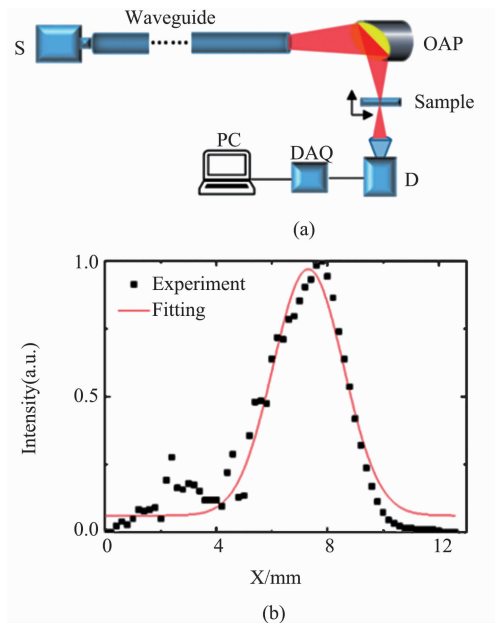 Waveguide
S
OAP
Sample
PC
DAQ
D
(a)
1.0
Experiment
Fitting
0.5
0.0
Intensity(a.u.)
0 4 8 12
X/mm
(b)